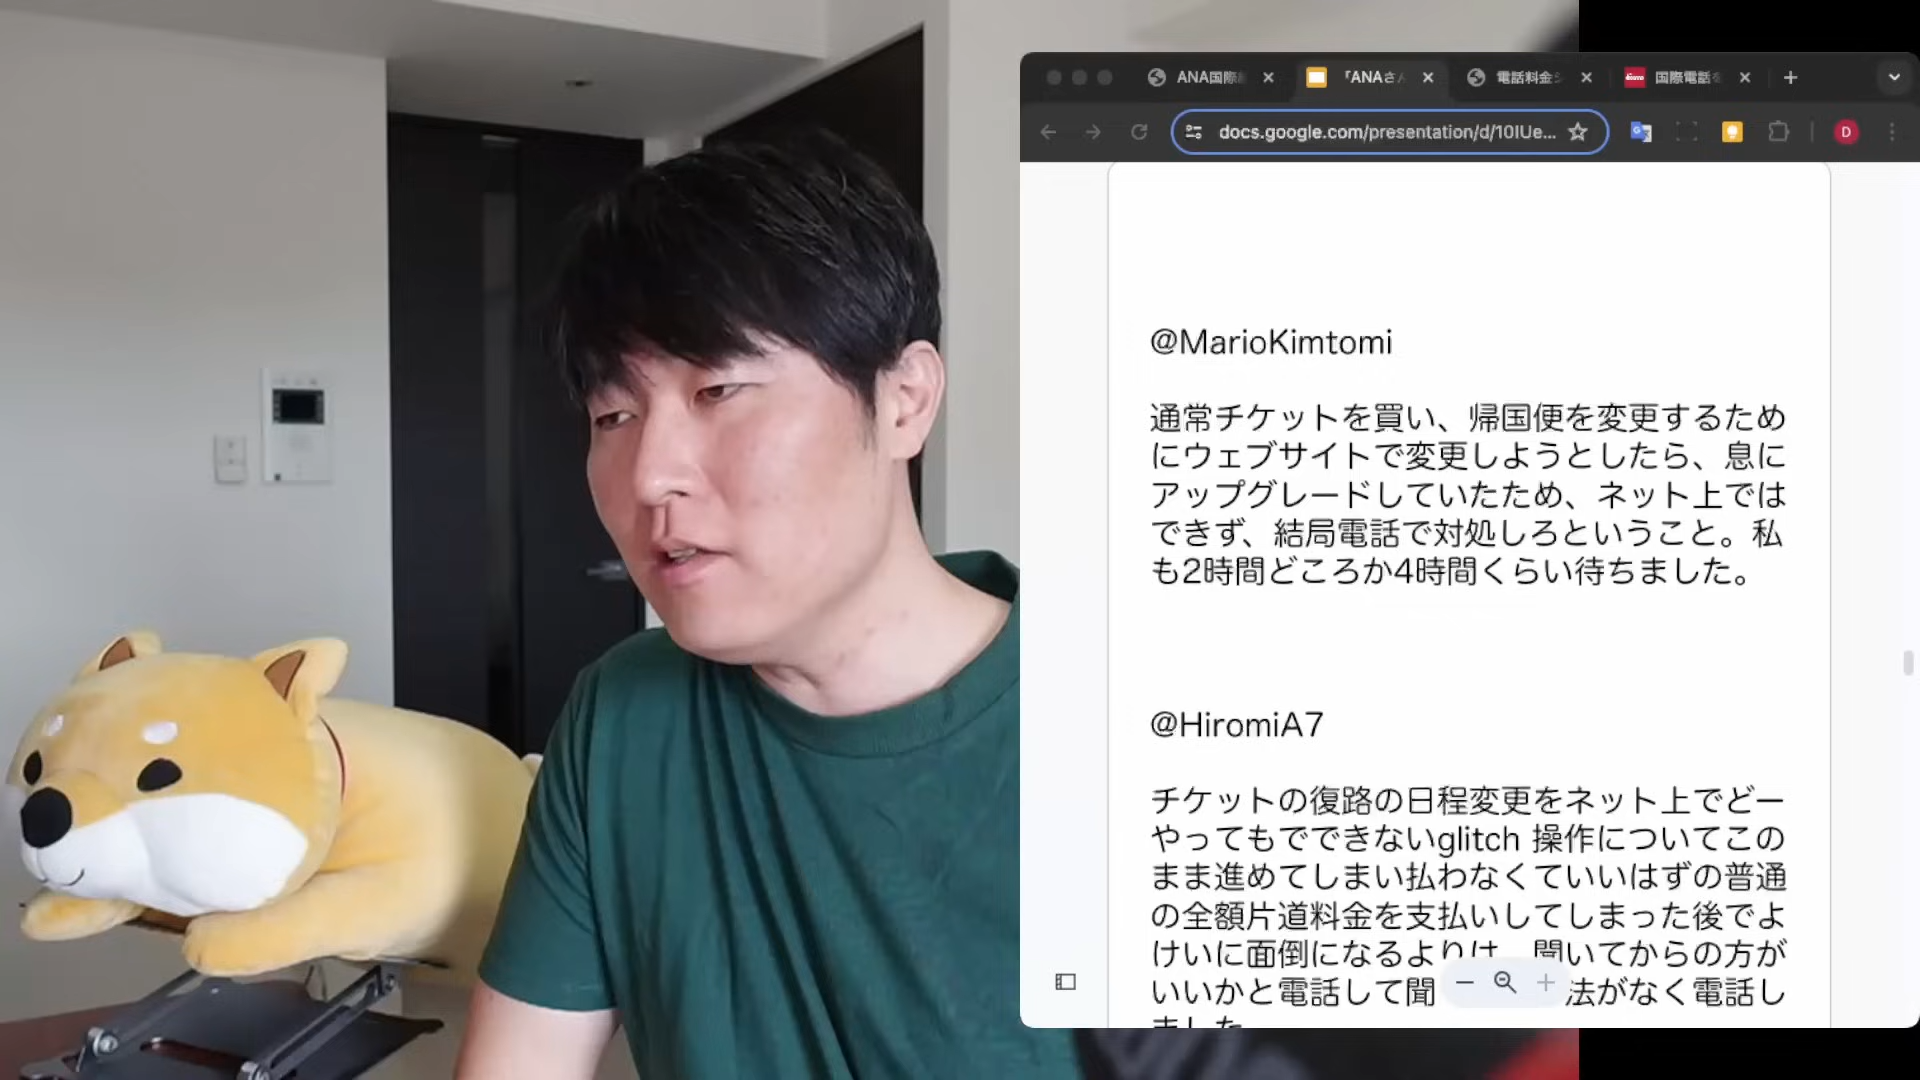 ANA国際
「ANAさ
電話料金シ
国際電話を
docs.google.com/presentation/d/10IUe...
D
@MarioKimtomi
通常チケットを買い、帰国便を変更するため
にウェブサイトで変更しようとしたら、息に
アップグレードしていたため、ネット上では
できず、結局電話で対処しろということ。私
も2時間どころか4時間くらい待ちました。
@HiromiA7
チケットの復路の日程変更をネット上でどー
やってもでできないglitch 操作についてこの
まま進めてしまい払わなくていいはずの普通
の全額片道料金を支払いしてしまった後でよ
けいに面倒になるよりは、聞いてからの方が
いいかと電話して聞
法がなく電話し
ました